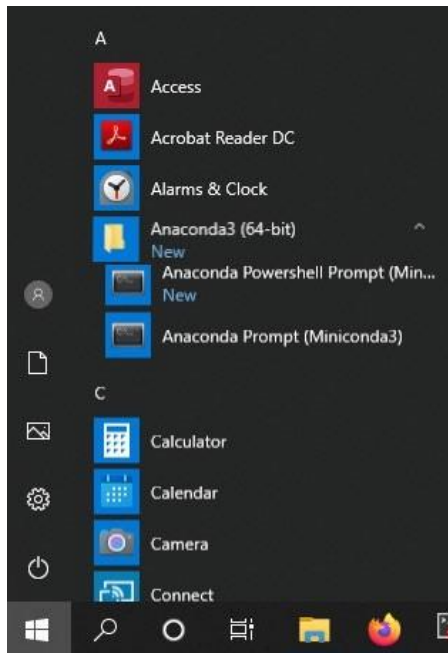 A
Access
Acrobat Reader DC
Alarms & Clock
Anaconda3 (64-bit)
New
Anaconda Powershell Prompt (Min...
New
Anaconda Prompt (Miniconda3)
C
Calculator
Calendar
Camera
Connect